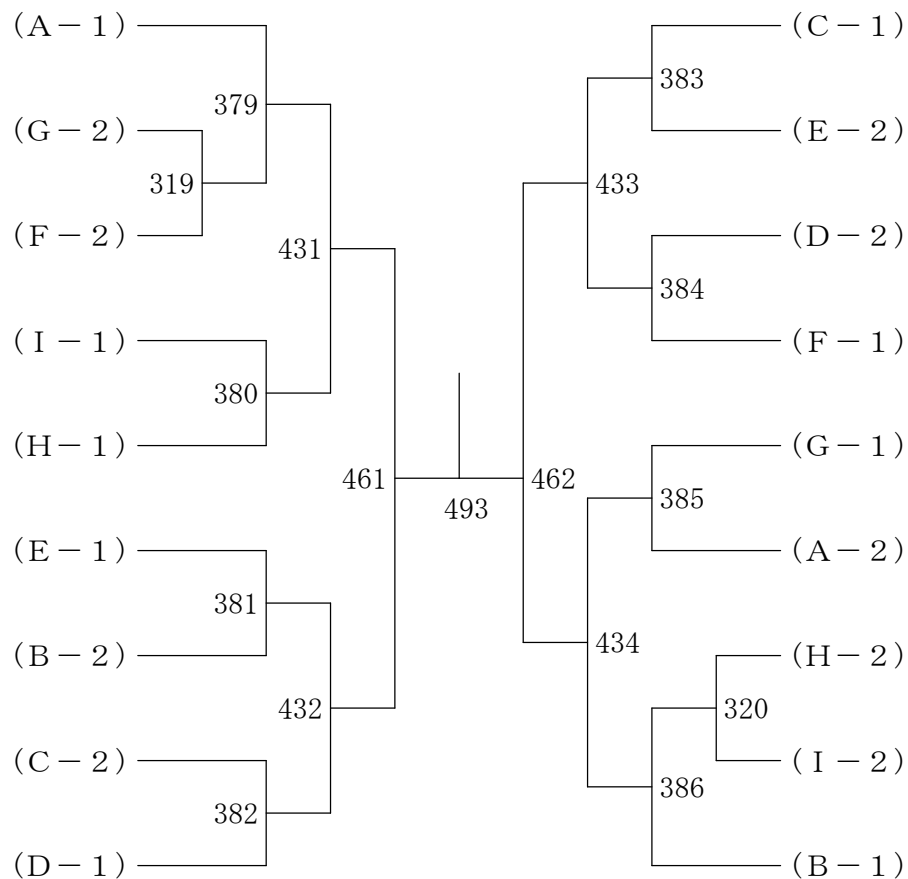 (A－1)
(C－1)
383
379
(G－2)
(E－2)
319
433
(F－2)
(D－2)
431
384
(I－1)
(F－1)
380
(H－1)
(G－1)
461
462
385
493
(E－1)
(A－2)
381
434
(B－2)
(H－2)
432
320
(C－2)
(I－2)
386
382
(D－1)
(B－1)